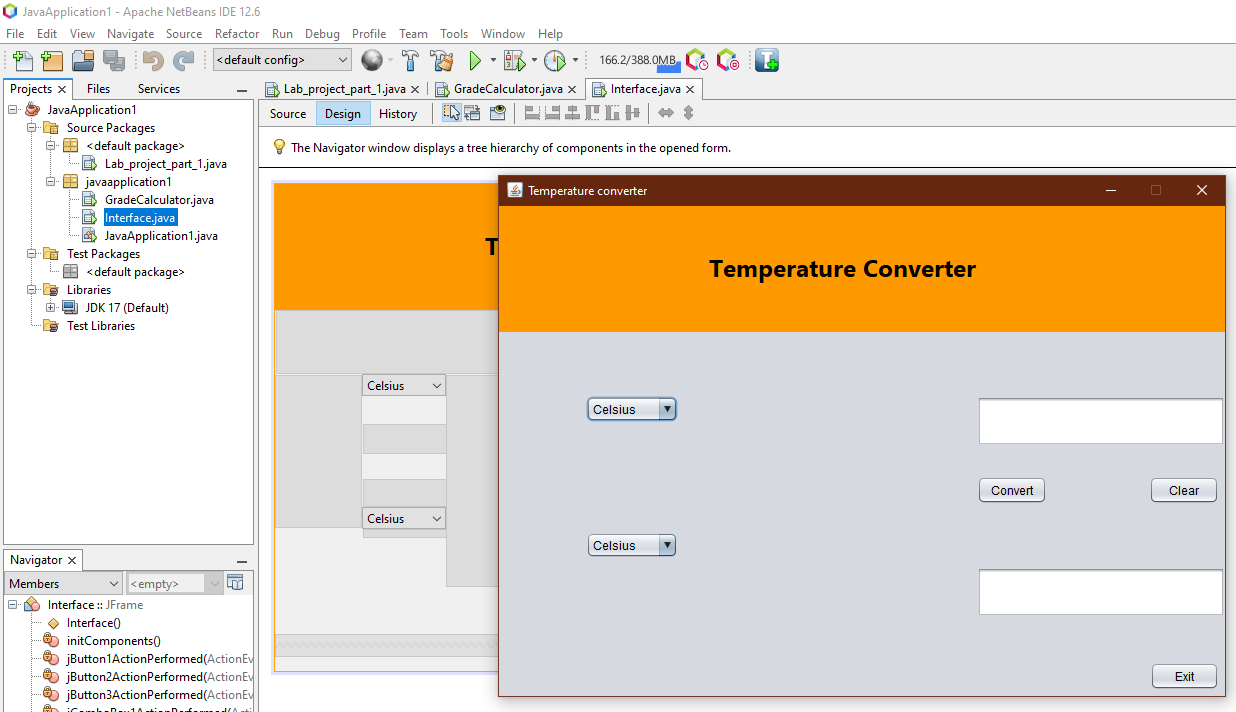 JavaApplication1 - Apache NetBeans IDE 12.6
File Edit View Navigate Source Refactor Run Debug Profile Team Tools Window Help
<default config> 166.2/388.0MB
Projects Files Services
Lab_project_part_1.java GradeCalculator.java Interface.java
Source Design History
The Navigator window displays a tree hierarchy of components in the opened form.
JavaApplication1
Source Packages
<default package>
Lab_project_part_1.java
javaapplication1
GradeCalculator.java
Interface.java
JavaApplication1.java
Test Packages
<default package>
Libraries
JDK 17 (Default)
Test Libraries
Navigator
Members <empty>
Interface :: JFrame
Interface()
initComponents()
jButton1ActionPerformed(ActionEv
jButton2ActionPerformed(ActionEv
jButton3ActionPerformed(ActionEv
T
Celsius
Celsius
Temperature converter
Temperature Converter
Celsius
Convert Clear
Celsius
Exit